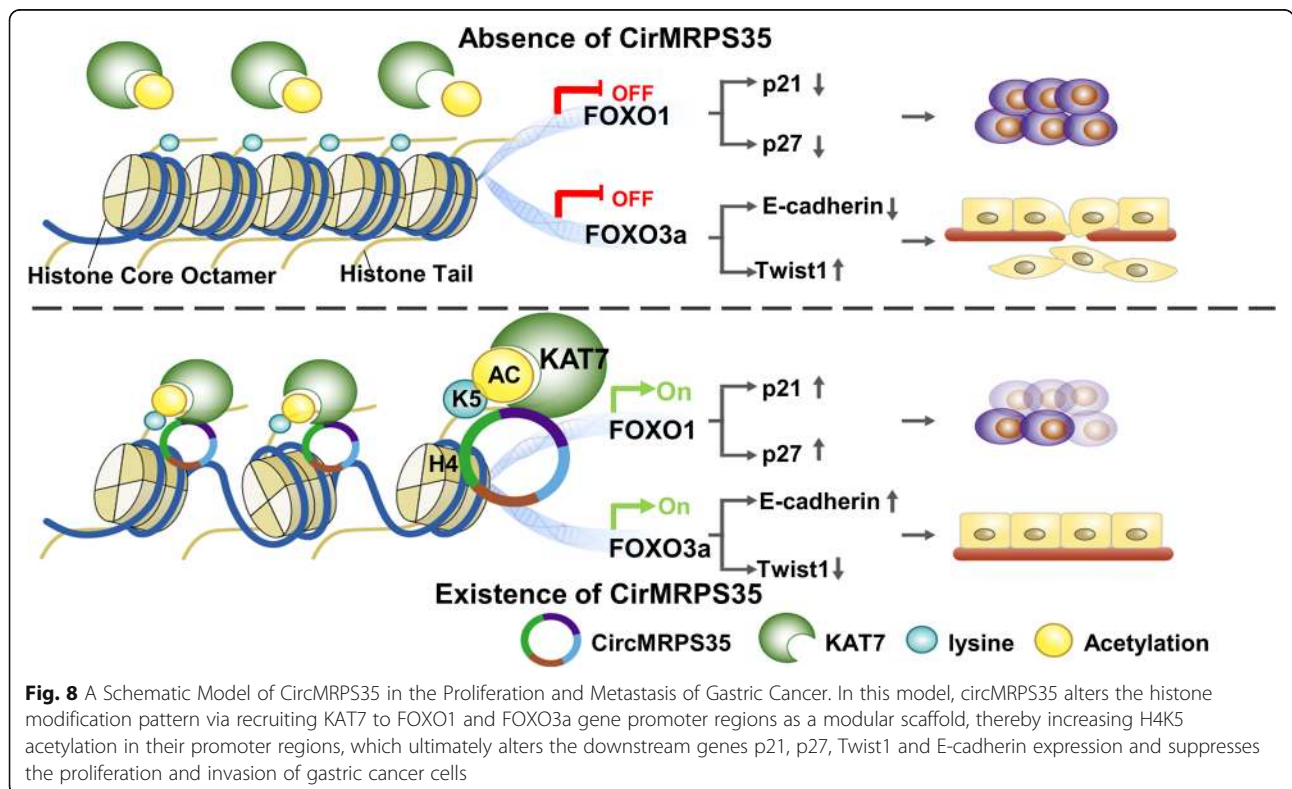 Absence of CirMRPS35
OFF
FOXO1
p21 ↓
p27 ↓
OFF
FOXO3a
E-cadherin ↓
Twist1 ↑
Histone Core Octamer
Histone Tail
KAT7
AC
K5
H4
On
FOXO1
p21 ↑
p27 ↑
On
FOXO3a
E-cadherin ↑
Twist1 ↓
Existence of CirMRPS35
CircMRPS35
KAT7
lysine
Acetylation
Fig. 8 A Schematic Model of CircMRPS35 in the Proliferation and Metastasis of Gastric Cancer. In this model, circMRPS35 alters the histone
modification pattern via recruiting KAT7 to FOXO1 and FOXO3a gene promoter regions as a modular scaffold, thereby increasing H4K5
acetylation in their promoter regions, which ultimately alters the downstream genes p21, p27, Twist1 and E-cadherin expression and suppresses
the proliferation and invasion of gastric cancer cells